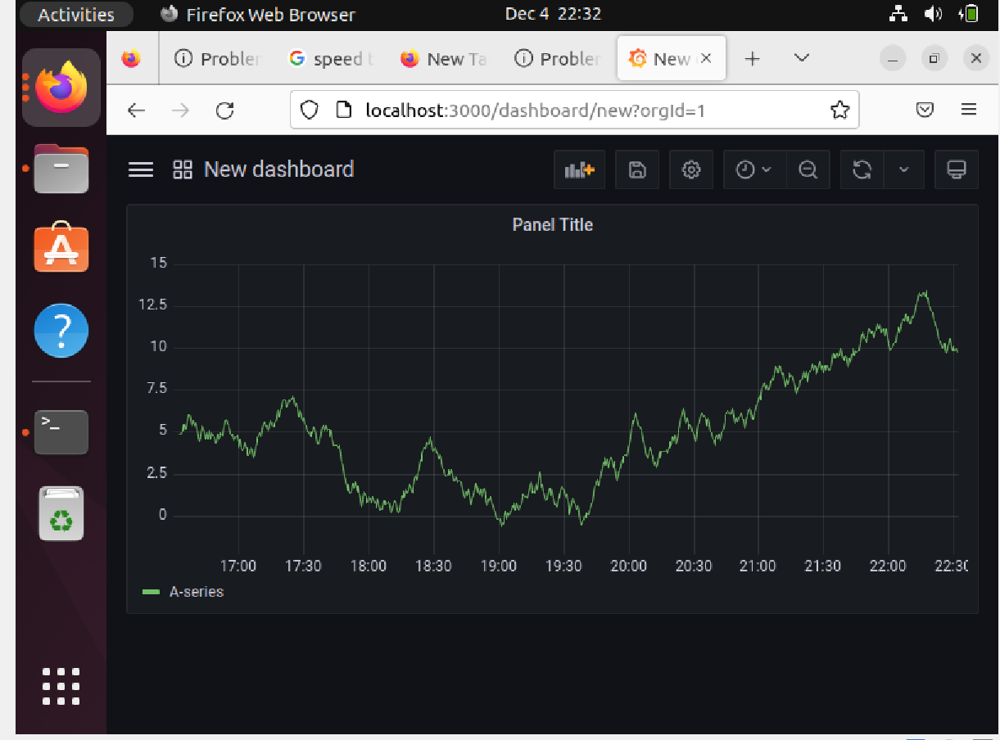 Activities Firefox Web Browser Dec 4 22:32
Problem speed t New Ta Problem New
localhost:3000/dashboard/new?orgId=1
New dashboard
Panel Title
15
12.5
10
7.5
5
2.5
0
17:00 17:30 18:00 18:30 19:00 19:30 20:00 20:30 21:00 21:30 22:00 22:30
A-series